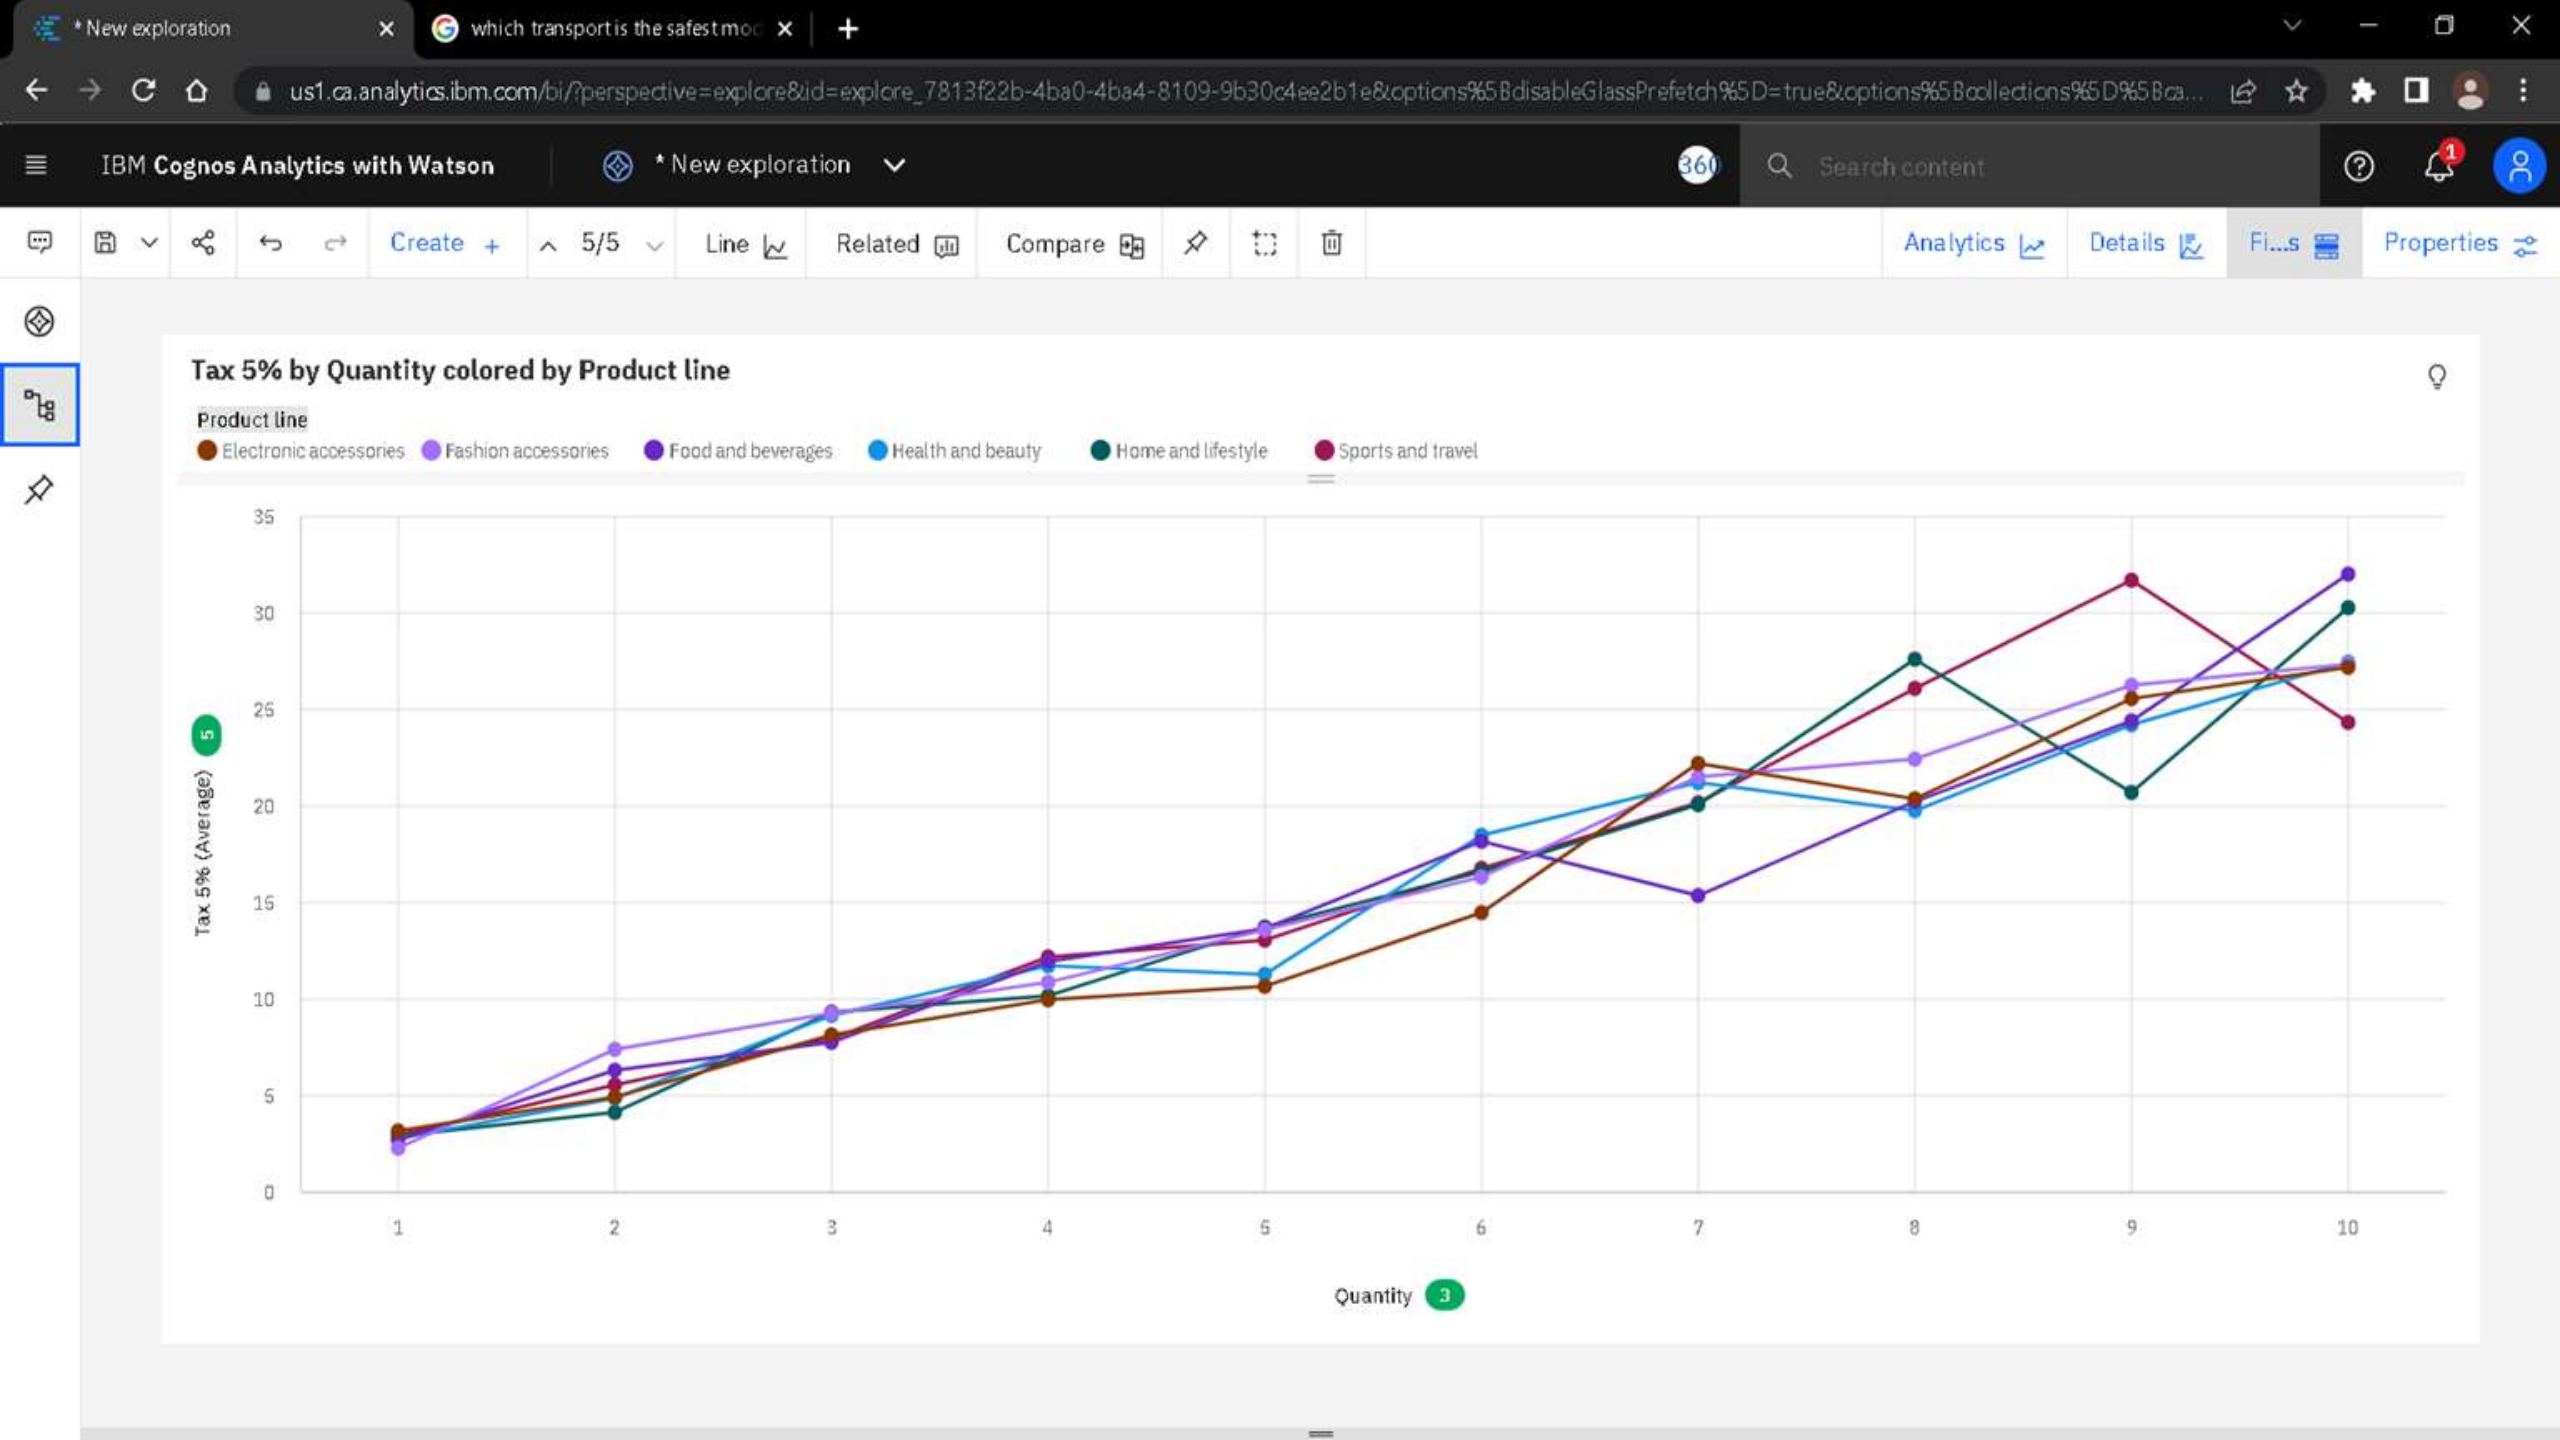 * New exploration
which transport is the safest mod
us1.ca.analytics.ibm.com/bi/?perspective=explore&id=explore_7813f22b-4ba0-4ba4-8109-9b30c4ee2b1e&options%5BdisableGlassPrefetch%5D=true&options%5Bcollections%5D%5Bca...
IBM Cognos Analytics with Watson
* New exploration
360
Search content
1
Create +
5/5
Line
Related
Compare
Analytics
Details
Fi...s
Properties
Tax 5% by Quantity colored by Product line
Product line
Electronic accessories
Fashion accessories
Food and beverages
Health and beauty
Home and lifestyle
Sports and travel
35
30
25
20
15
10
5
0
Tax 5% (Average) 5
1 2 3 4 5 6 7 8 9 10
Quantity 3